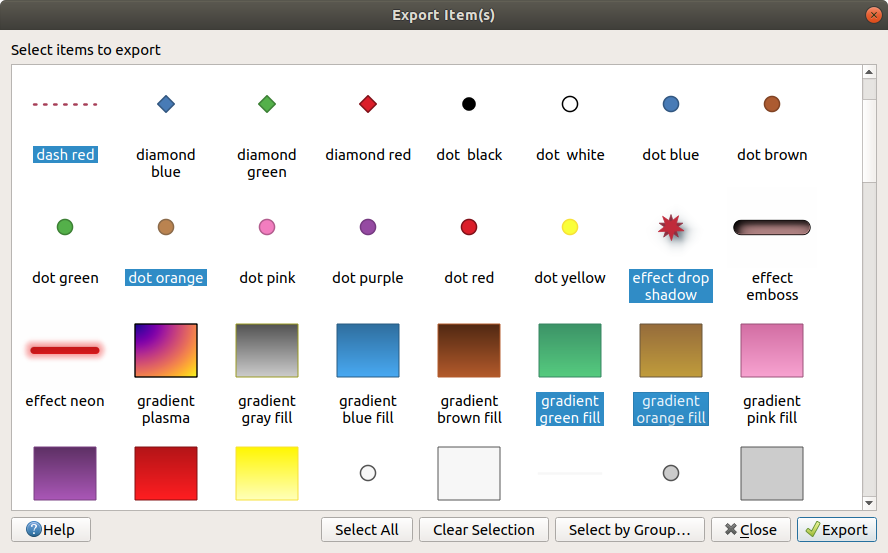 Export Item(s)
Select items to export
dash red
diamond
blue
diamond
green
diamond red
dot  black
dot  white
dot blue
dot brown
dot green
dot orange
dot pink
dot purple
dot red
dot yellow
effect drop
shadow
effect
emboss
effect neon
gradient
plasma
gradient
gray fill
gradient
blue fill
gradient
brown fill
gradient
green fill
gradient
orange fill
gradient
pink fill
Help
Select All
Clear Selection
Select by Group...
Close
Export